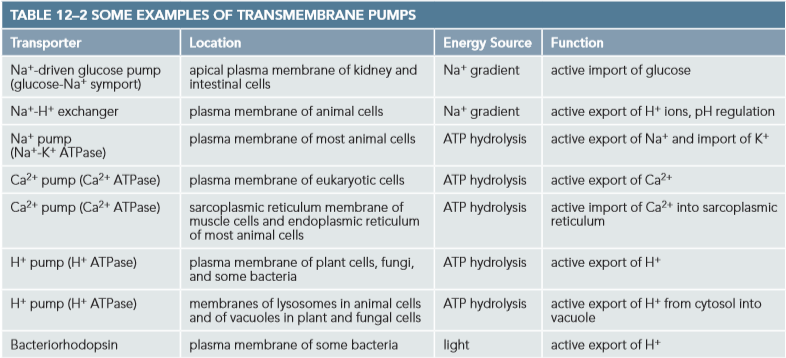 TABLE 12–2 SOME EXAMPLES OF TRANSMEMBRANE PUMPS
Transporter Location Energy Source Function
Na⁺-driven glucose pump apical plasma membrane of kidney and Na⁺ gradient active import of glucose
(glucose-Na⁺ symport) intestinal cells
Na⁺-H⁺ exchanger plasma membrane of animal cells Na⁺ gradient active export of H⁺ ions, pH regulation
Na⁺ pump plasma membrane of most animal cells ATP hydrolysis active export of Na⁺ and import of K⁺
(Na⁺-K⁺ ATPase)
Ca²⁺ pump (Ca²⁺ ATPase) plasma membrane of eukaryotic cells ATP hydrolysis active export of Ca²⁺
Ca²⁺ pump (Ca²⁺ ATPase) sarcoplasmic reticulum membrane of ATP hydrolysis active import of Ca²⁺ into sarcoplasmic
muscle cells and endoplasmic reticulum reticulum
of most animal cells
H⁺ pump (H⁺ ATPase) plasma membrane of plant cells, fungi, ATP hydrolysis active export of H⁺
and some bacteria
H⁺ pump (H⁺ ATPase) membranes of lysosomes in animal cells ATP hydrolysis active export of H⁺ from cytosol into
and of vacuoles in plant and fungal cells vacuole
Bacteriorhodopsin plasma membrane of some bacteria light active export of H⁺